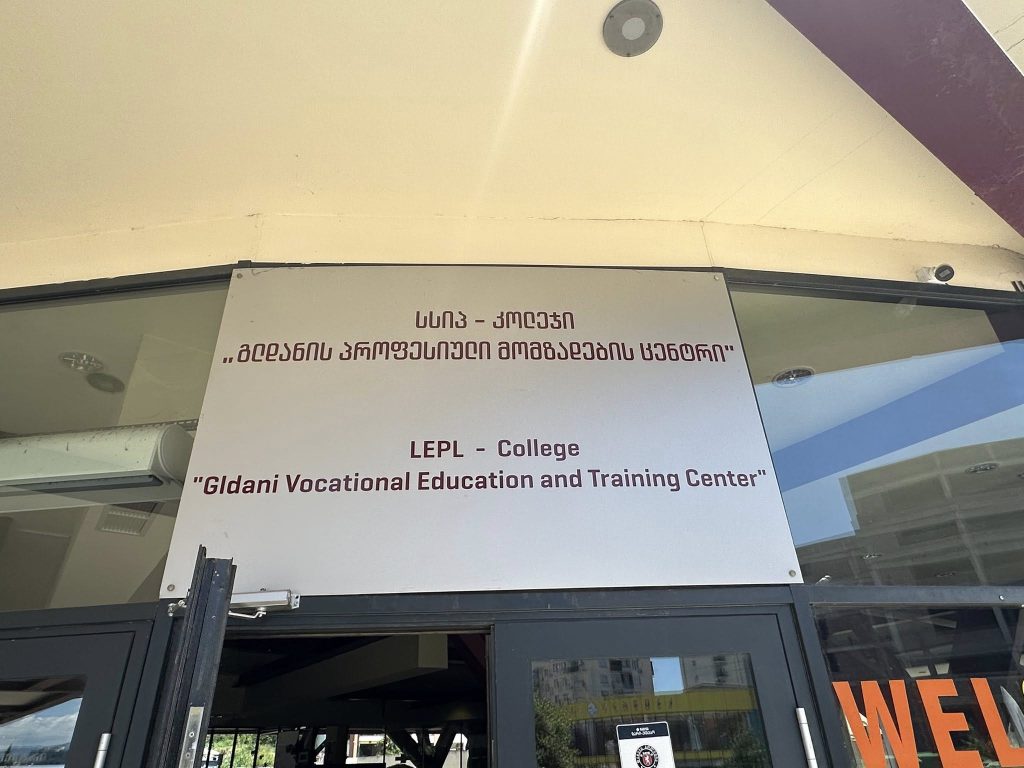 სსიპ - კოლეჯი
„გლდანის პროფესიული მომზადების ცენტრი"
LEPL - College
"Gldani Vocational Education and Training Center"
WEL